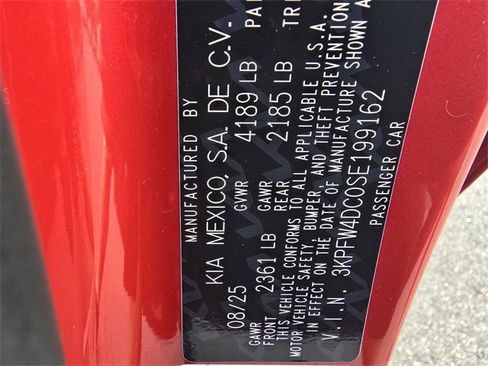 MANUFACTURED BY
KIA MEXICO, S.A. DE C.V.
08/25 GVWR 4189 LB PAI
GAWR FRONT 2361 LB GAWR REAR 2185 LB TRI
THIS VEHICLE CONFORMS TO ALL APPLICABLE U.S.A.
MOTOR VEHICLE SAFETY, BUMPER, AND THEFT PREVENTION
IN EFFECT ON THE DATE OF MANUFACTURE SHOWN A
V.I.N. 3KPFW4DC0SE199162
PASSENGER CAR